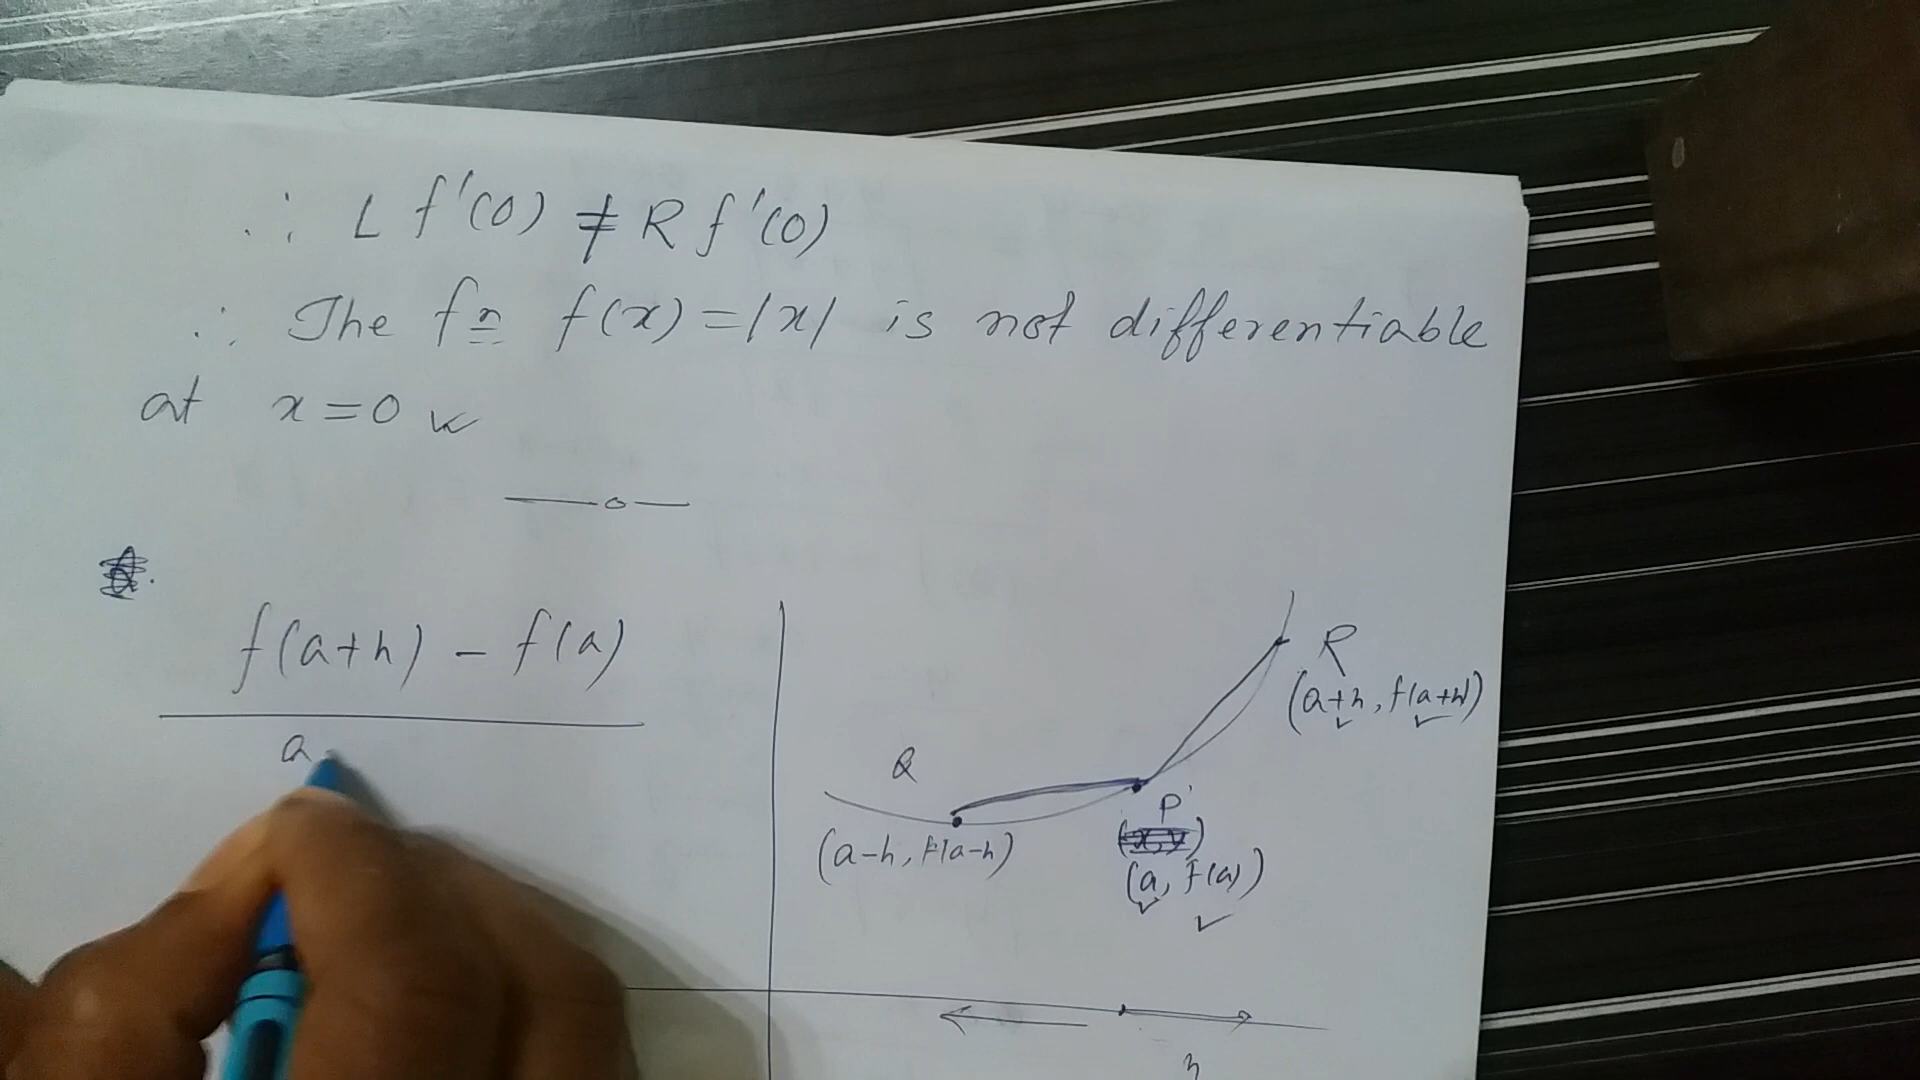 ∴ L f'(0) ≠ R f'(0)
∴ The fn f(x) = |x| is not differentiable
at x = 0
f(a+h) - f(a)
a
R
(a+h, f(a+h))
Q
(a-h, f(a-h))
P
(x, y)
(a, f(a))
h